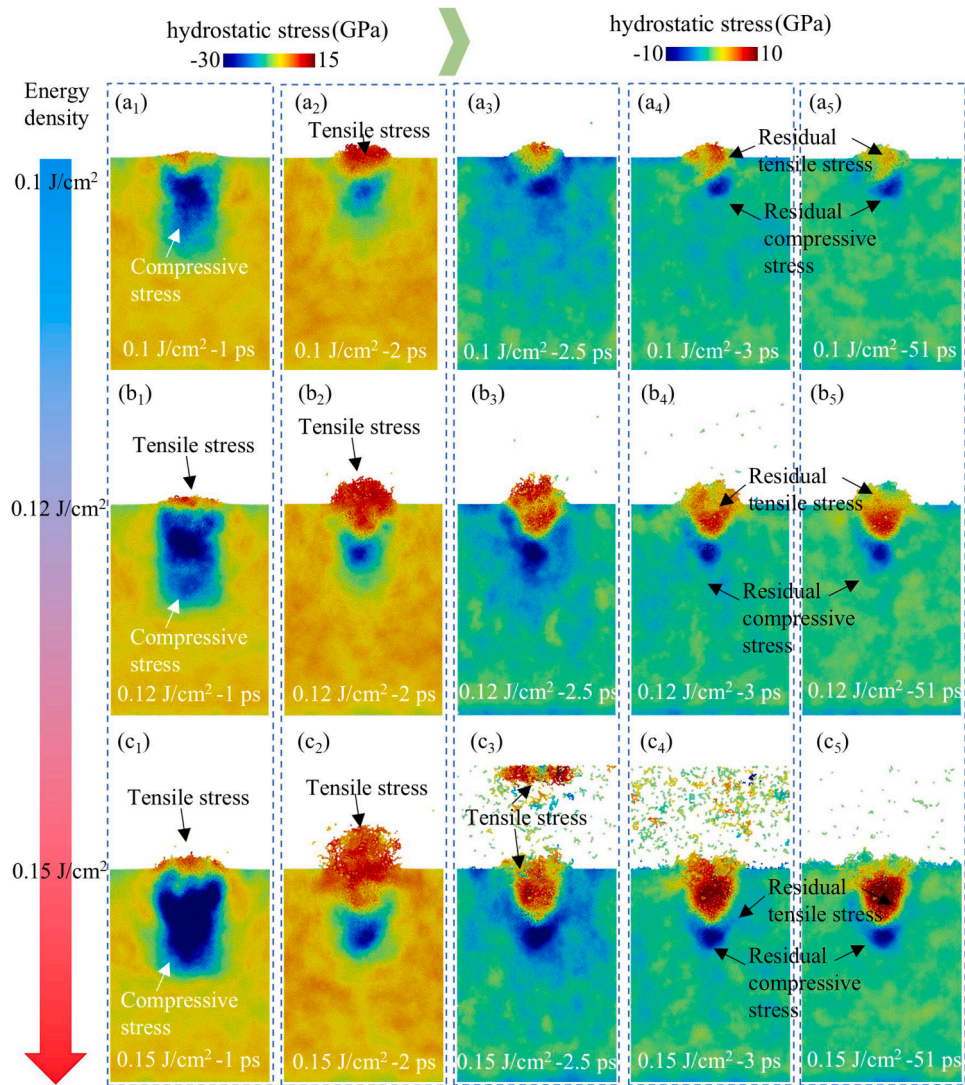 hydrostatic stress(GPa)
-30 15
hydrostatic stress(GPa)
-10 10
Energy
density
(a1)
(a2)
(a3)
(a4)
(a5)
Tensile stress
Residual
tensile stress
0.1 J/cm²
Compressive
stress
Residual
compressive
stress
0.1 J/cm² -1 ps
0.1 J/cm² -2 ps
0.1 J/cm² -2.5 ps
0.1 J/cm² -3 ps
0.1 J/cm² -51 ps
(b1)
(b2)
(b3)
(b4)
(b5)
Tensile stress
Tensile stress
Residual
tensile stress
0.12 J/cm²
Compressive
stress
Residual
compressive
stress
0.12 J/cm² -1 ps
0.12 J/cm² -2 ps
0.12 J/cm² -2.5 ps
0.12 J/cm² -3 ps
0.12 J/cm² -51 ps
(c1)
(c2)
(c3)
(c4)
(c5)
Tensile stress
Tensile stress
Tensile stress
0.15 J/cm²
Residual
tensile stress
Compressive
stress
Residual
compressive
stress
0.15 J/cm² -1 ps
0.15 J/cm² -2 ps
0.15 J/cm² -2.5 ps
0.15 J/cm² -3 ps
0.15 J/cm² -51 ps